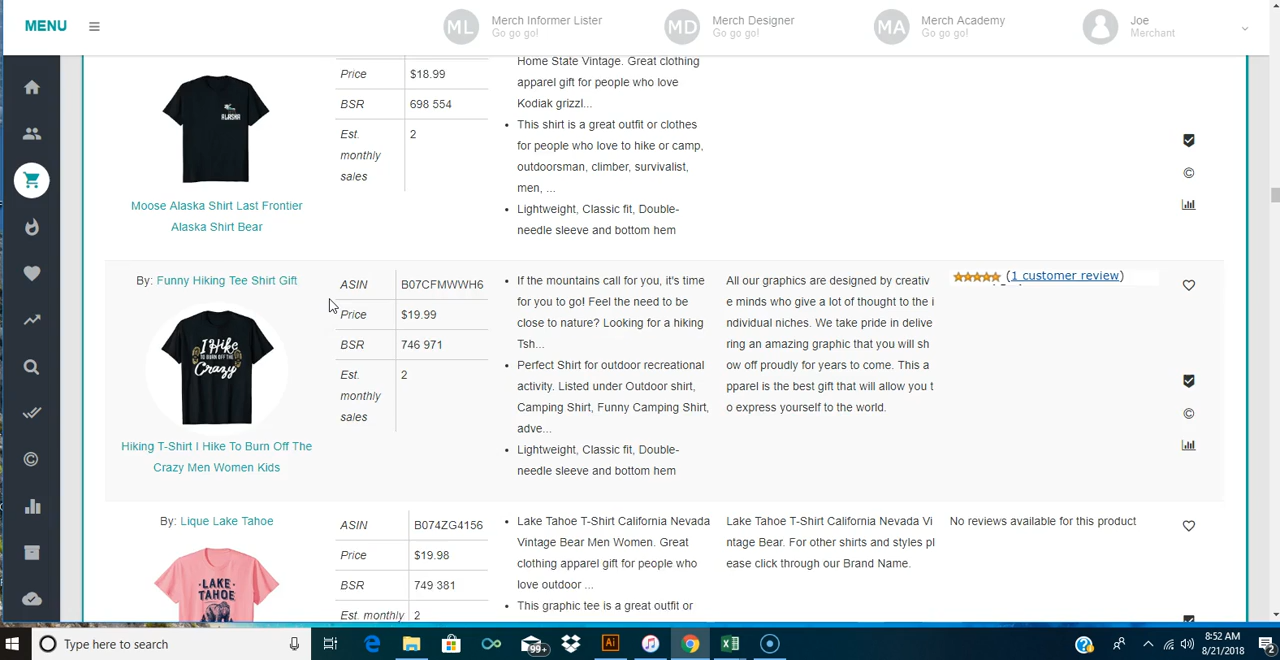 MENU
ML Merch Informer Lister
Go go go!
MD Merch Designer
Go go go!
MA Merch Academy
Go go go!
Joe
Merchant
Price $18.99
BSR 698 554
Est. monthly sales 2
Home State Vintage. Great clothing
apparel gift for people who love
Kodiak grizzl...
This shirt is a great outfit or clothes
for people who love to hike or camp,
outdoorsman, climber, survivalist,
men, ...
Lightweight, Classic fit, Double-
needle sleeve and bottom hem
ALASKA
Moose Alaska Shirt Last Frontier
Alaska Shirt Bear
By: Funny Hiking Tee Shirt Gift
I Hike
TO BURN OFF THE
Crazy
Hiking T-Shirt I Hike To Burn Off The
Crazy Men Women Kids
ASIN B07CFMWWH6
Price $19.99
BSR 746 971
Est. monthly sales 2
If the mountains call for you, it's time
for you to go! Feel the need to be
close to nature? Looking for a hiking
Tsh...
Perfect Shirt for outdoor recreational
activity. Listed under Outdoor shirt,
Camping Shirt, Funny Camping Shirt,
adve...
Lightweight, Classic fit, Double-
needle sleeve and bottom hem
All our graphics are designed by creativ
e minds who give a lot of thought to the i
ndividual niches. We take pride in delive
ring an amazing graphic that you will sh
ow off proudly for years to come. This a
pparel is the best gift that will allow you t
o express yourself to the world.
(1 customer review)
By: Lique Lake Tahoe
LAKE
TAHOE
ASIN B074ZG4156
Price $19.98
BSR 749 381
Est. monthly 2
Lake Tahoe T-Shirt California Nevada
Vintage Bear Men Women. Great
clothing apparel gift for people who
love outdoor ...
This graphic tee is a great outfit or
Lake Tahoe T-Shirt California Nevada Vi
ntage Bear. For other shirts and styles pl
ease click through our Brand Name.
No reviews available for this product
Type here to search
99+
Ai
8:52 AM
8/21/2018
2